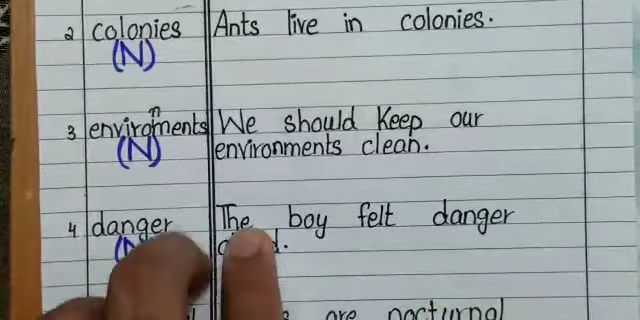 2 colonies Ants live in colonies.
(N)
3 environments We should keep our
(N) environments clean.
4 danger The boy felt danger
are nocturnal